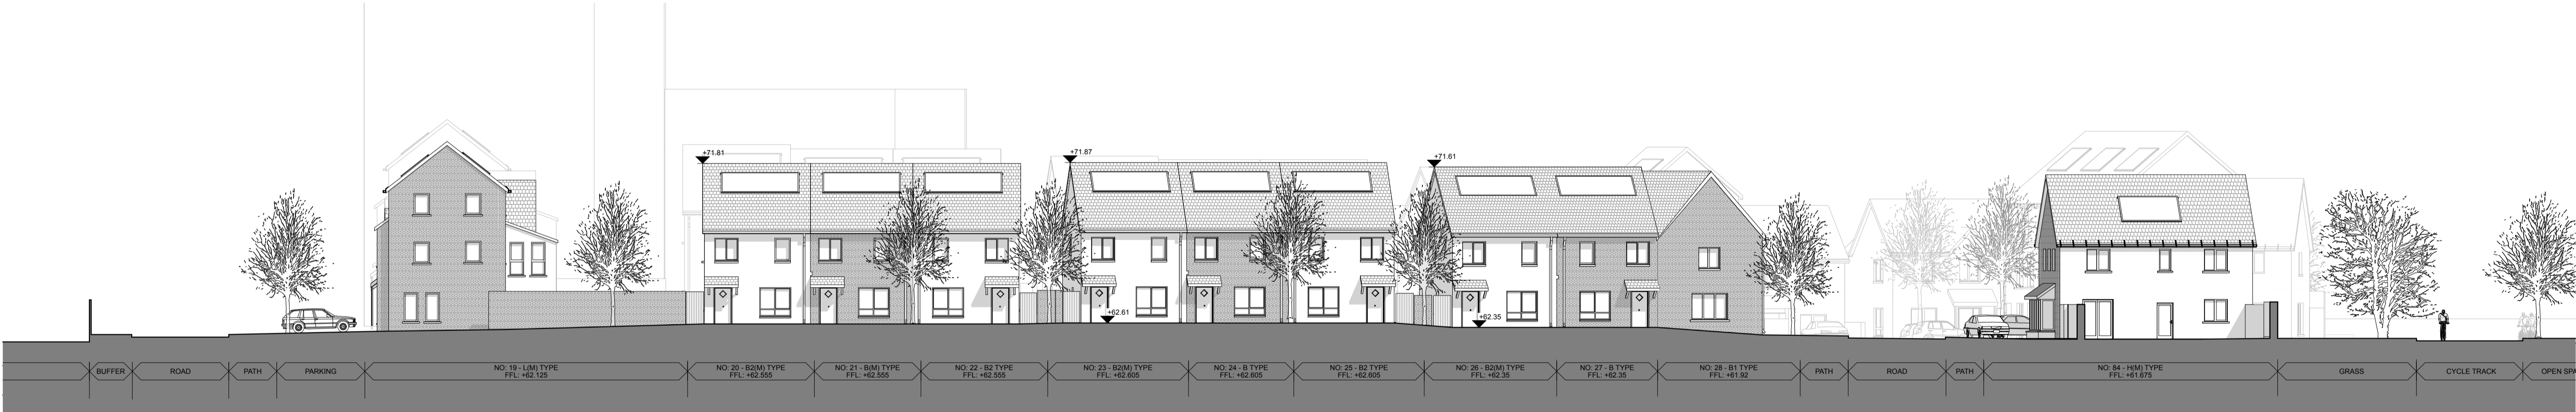 +71.81
+71.87
+71.61
+62.61
+62.35
BUFFER
ROAD
PATH
PARKING
NO: 19 - L(M) TYPE
FFL: +62.125
NO: 20 - B2(M) TYPE
FFL: +62.555
NO: 21 - B(M) TYPE
FFL: +62.555
NO: 22 - B2 TYPE
FFL: +62.555
NO: 23 - B2(M) TYPE
FFL: +62.605
NO: 24 - B TYPE
FFL: +62.605
NO: 25 - B2 TYPE
FFL: +62.605
NO: 26 - B2(M) TYPE
FFL: +62.35
NO: 27 - B TYPE
FFL: +62.35
NO: 28 - B1 TYPE
FFL: +61.92
PATH
ROAD
PATH
NO: 84 - H(M) TYPE
FFL: +61.675
GRASS
CYCLE TRACK
OPEN SPA